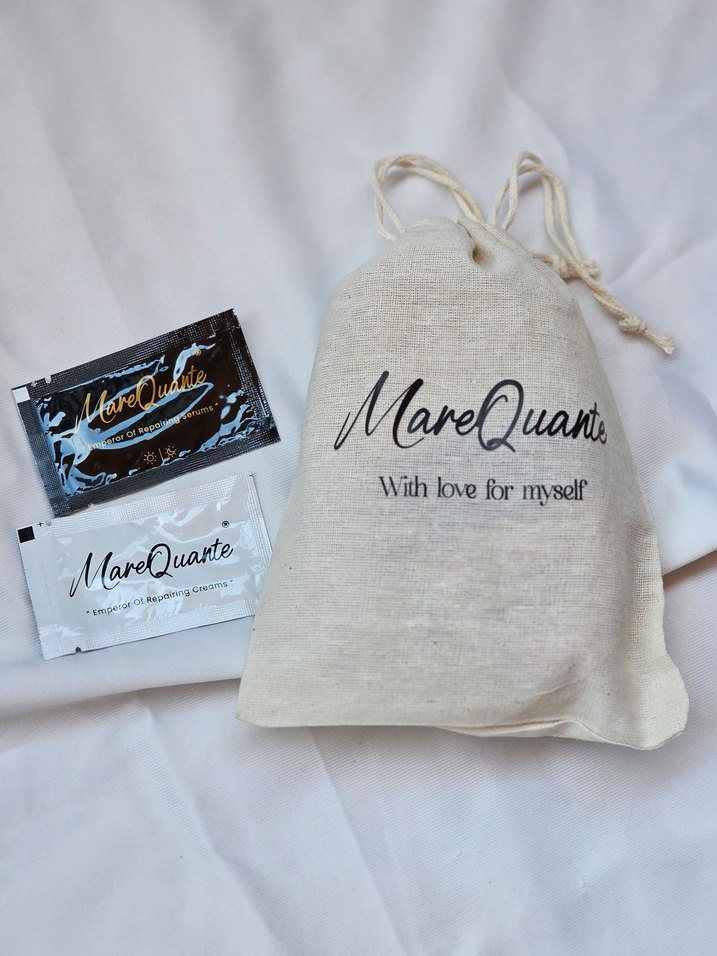 MareQuante®
"Emperor Of Repairing Serums"
MareQuante®
"Emperor Of Repairing Creams"
MareQuante
With love for myself